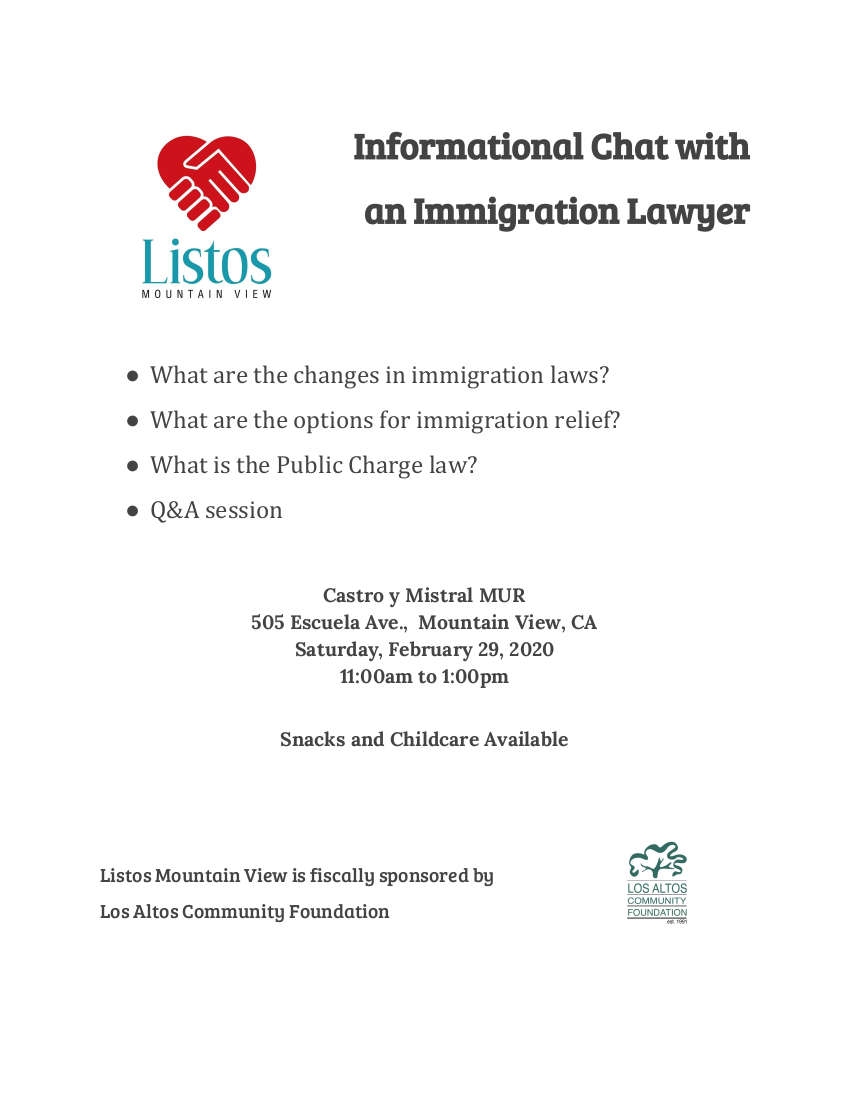 Informational Chat with
an Immigration Lawyer
Listos
MOUNTAIN VIEW
● What are the changes in immigration laws?
● What are the options for immigration relief?
● What is the Public Charge law?
● Q&A session
Castro y Mistral MUR
505 Escuela Ave.,  Mountain View, CA
Saturday, February 29, 2020
11:00am to 1:00pm
Snacks and Childcare Available
Listos Mountain View is fiscally sponsored by
Los Altos Community Foundation
LOS ALTOS
COMMUNITY
FOUNDATION
est. 1991